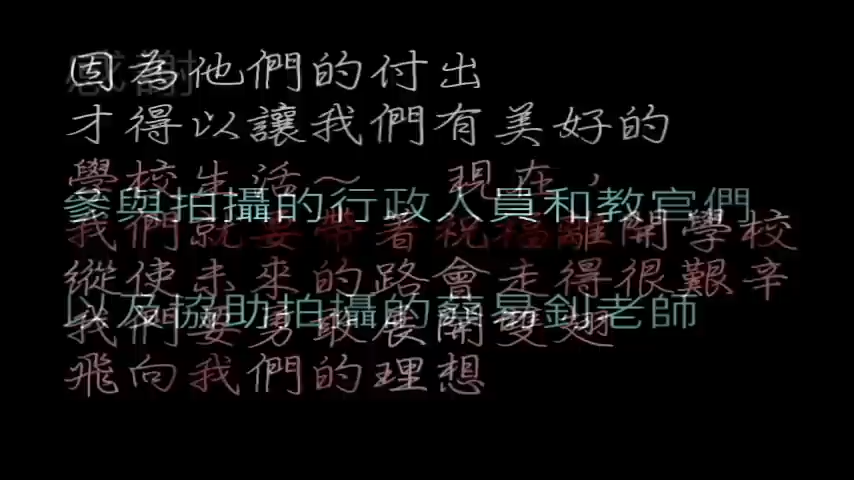 感謝
因為他們的付出
才得以讓我們有美好的
學校生活～ 現在，
參與拍攝的行政人員和教官們
我們就要帶著祝福離開學校
縱使未來的路會走得很艱辛
以及協助拍攝的蔡景釧老師
我們要勇敢展開雙翅
飛向我們的理想